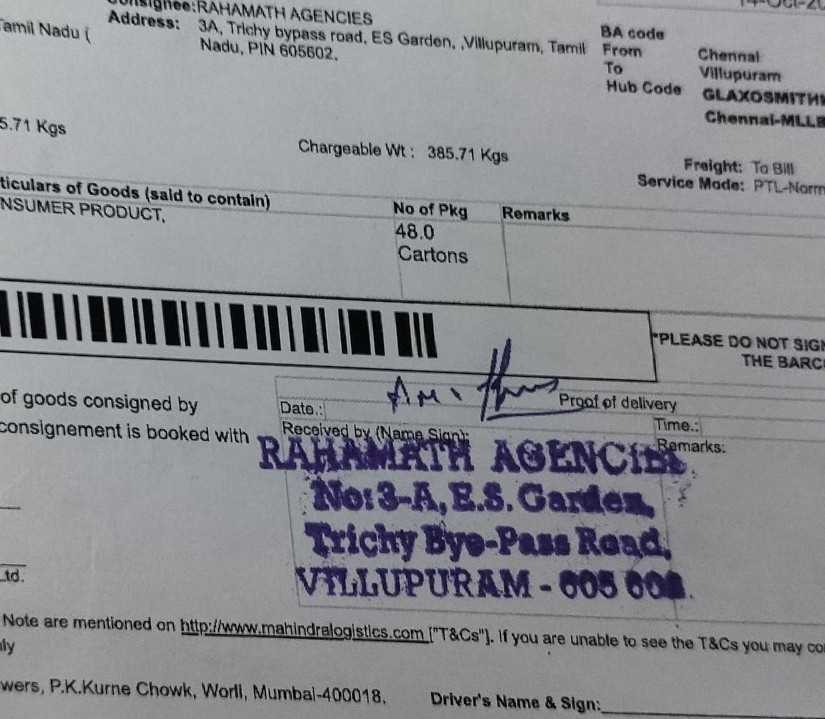 Consignee:RAHAMATH AGENCIES
Tamil Nadu ( Address: 3A, Trichy bypass road, ES Garden, ,Villupuram, Tamil
Nadu, PIN 605602,
BA code
From Chennai
To Villupuram
Hub Code GLAXOSMITH
Chennai-MLLB
5.71 Kgs
Chargeable Wt : 385.71 Kgs
Freight: To Bill
Service Mode: PTL-Norm
ticulars of Goods (said to contain) No of Pkg Remarks
NSUMER PRODUCT, 48.0
Cartons
*PLEASE DO NOT SIGN
THE BARC
of goods consigned by
consignement is booked with
Proof of delivery
Date.: Time.:
Received by (Name Sign): Remarks:
RAHAMATH AGENCIES
No: 3-A, E.S. Garden,
Trichy Bye-Pass Road,
VILLUPURAM - 605
Ltd.
Note are mentioned on http://www.mahindralogistics.com ["T&Cs"]. If you are unable to see the T&Cs you may co
nly
wers, P.K.Kurne Chowk, Worli, Mumbai-400018.
Driver's Name & Sign: